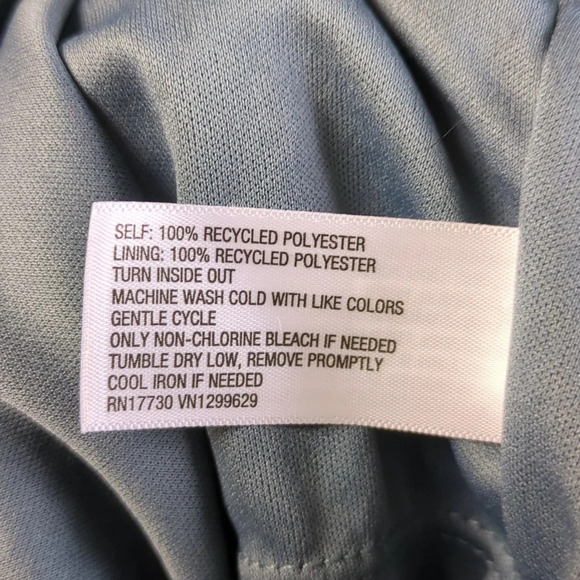 SELF: 100% RECYCLED POLYESTER
LINING: 100% RECYCLED POLYESTER
TURN INSIDE OUT
MACHINE WASH COLD WITH LIKE COLORS
GENTLE CYCLE
ONLY NON-CHLORINE BLEACH IF NEEDED
TUMBLE DRY LOW, REMOVE PROMPTLY
COOL IRON IF NEEDED
RN17730 VN1299629